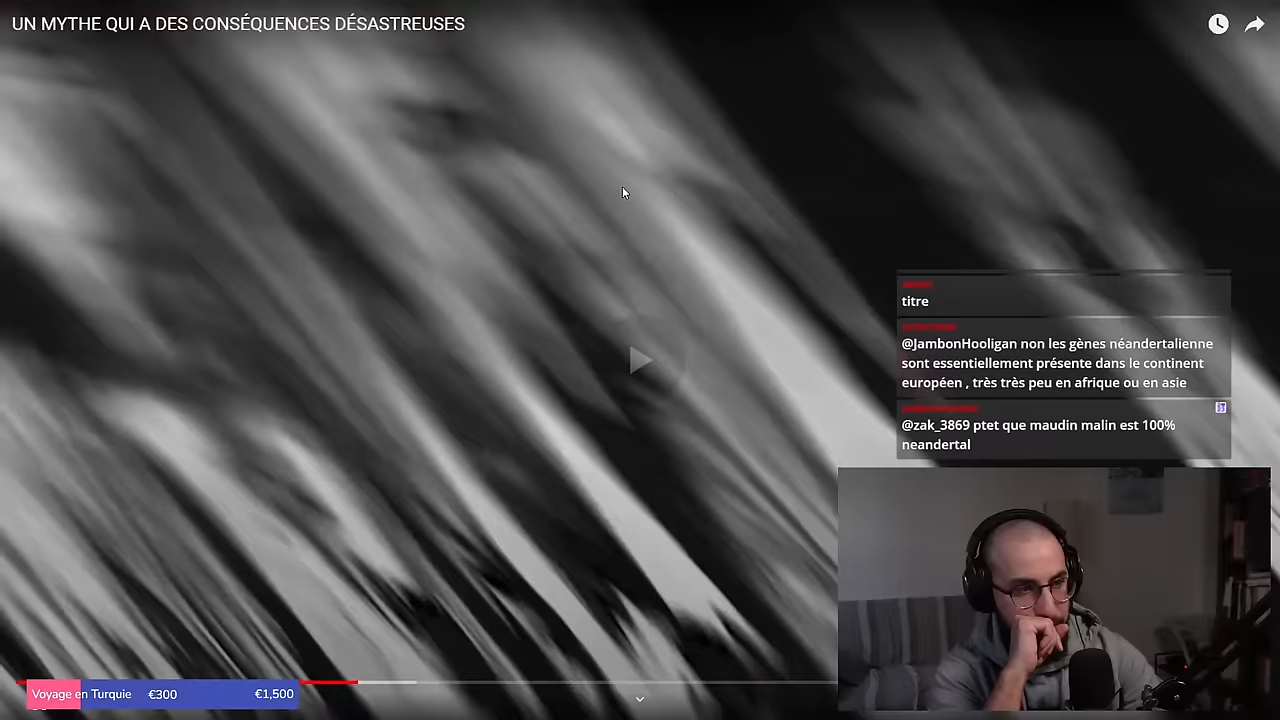 UN MYTHE QUI A DES CONSÉQUENCES DÉSASTREUSES
titre
@JambonHooligan non les gènes néandertalienne
sont essentiellement présente dans le continent
européen , très très peu en afrique ou en asie
@zak_3869 ptet que maudin malin est 100%
neandertal
Voyage en Turquie €300 €1,500